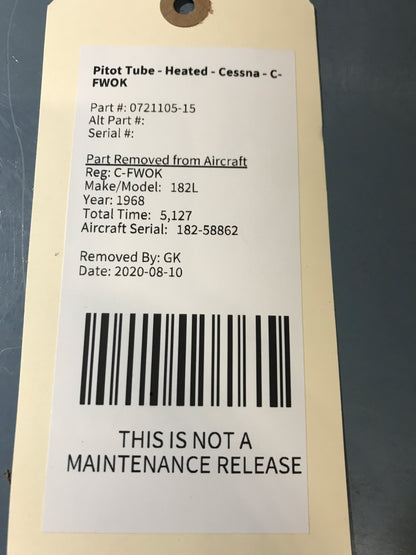 Pitot Tube - Heated - Cessna - C-
FWOK
Part #: 0721105-15
Alt Part #:
Serial #:
Part Removed from Aircraft
Reg: C-FWOK
Make/Model: 182L
Year: 1968
Total Time: 5,127
Aircraft Serial: 182-58862
Removed By: GK
Date: 2020-08-10
THIS IS NOT A
MAINTENANCE RELEASE